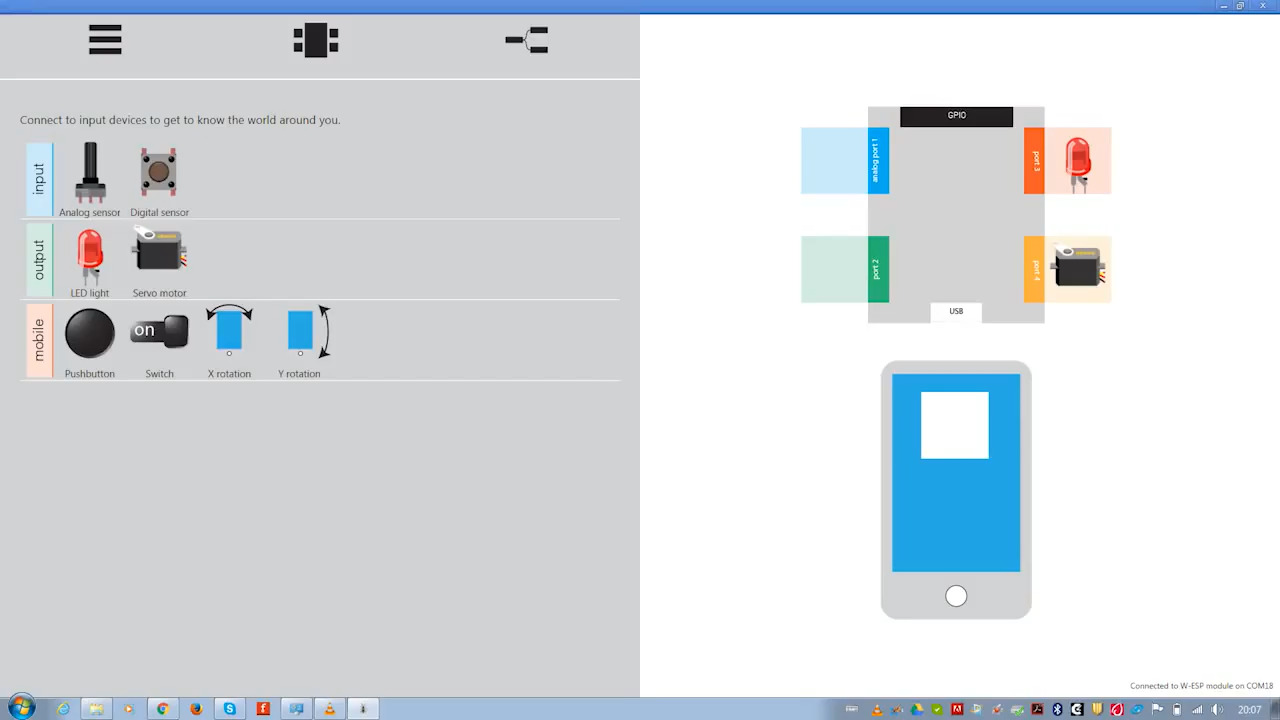 Connect to input devices to get to know the world around you.
input
Analog sensor
Digital sensor
output
LED light
Servo motor
mobile
on
Pushbutton
Switch
X rotation
Y rotation
GPIO
analog port 1
port 3
port 2
port 4
USB
Connected to W-ESP module on COM18
20:07